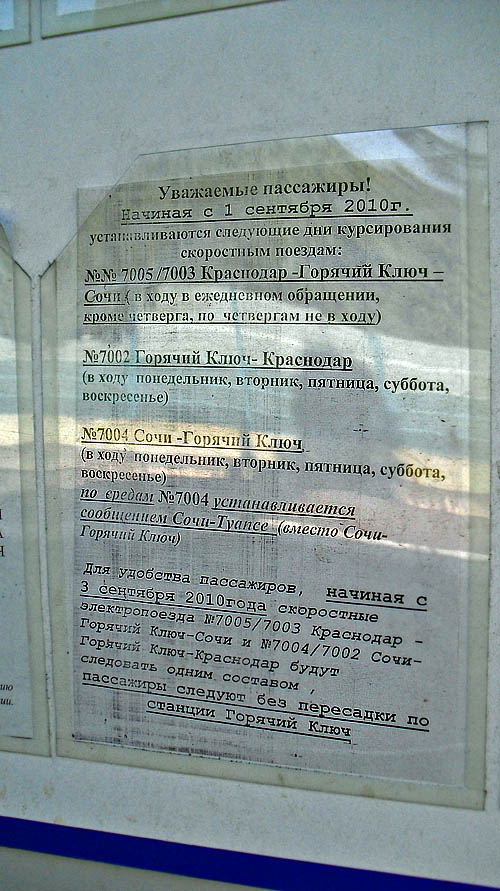 Уважаемые пассажиры!
Начиная с 1 сентября 2010г.
устанавливаются следующие дни курсирования
скоростным поездам:
№№ 7005 /7003 Краснодар -Горячий Ключ –
Сочи ( в ходу в ежедневном обращении,
кроме четверга, по четвергам не в ходу)
№7002 Горячий Ключ- Краснодар
(в ходу понедельник, вторник, пятница, суббота,
воскресенье)
№7004 Сочи -Горячий Ключ
(в ходу понедельник, вторник, пятница, суббота,
воскресенье)
по средам №7004 устанавливается
сообщением Сочи-Туапсе (вместо Сочи-
Горячий Ключ)
Для удобства пассажиров, начиная с
3 сентября 2010года скоростные
электропоезда №7005/7003 Краснодар –
Горячий Ключ-Сочи и №7004/7002 Сочи-
Горячий Ключ-Краснодар будут
следовать одним составом ,
пассажиры следуют без пересадки по
станции Горячий Ключ